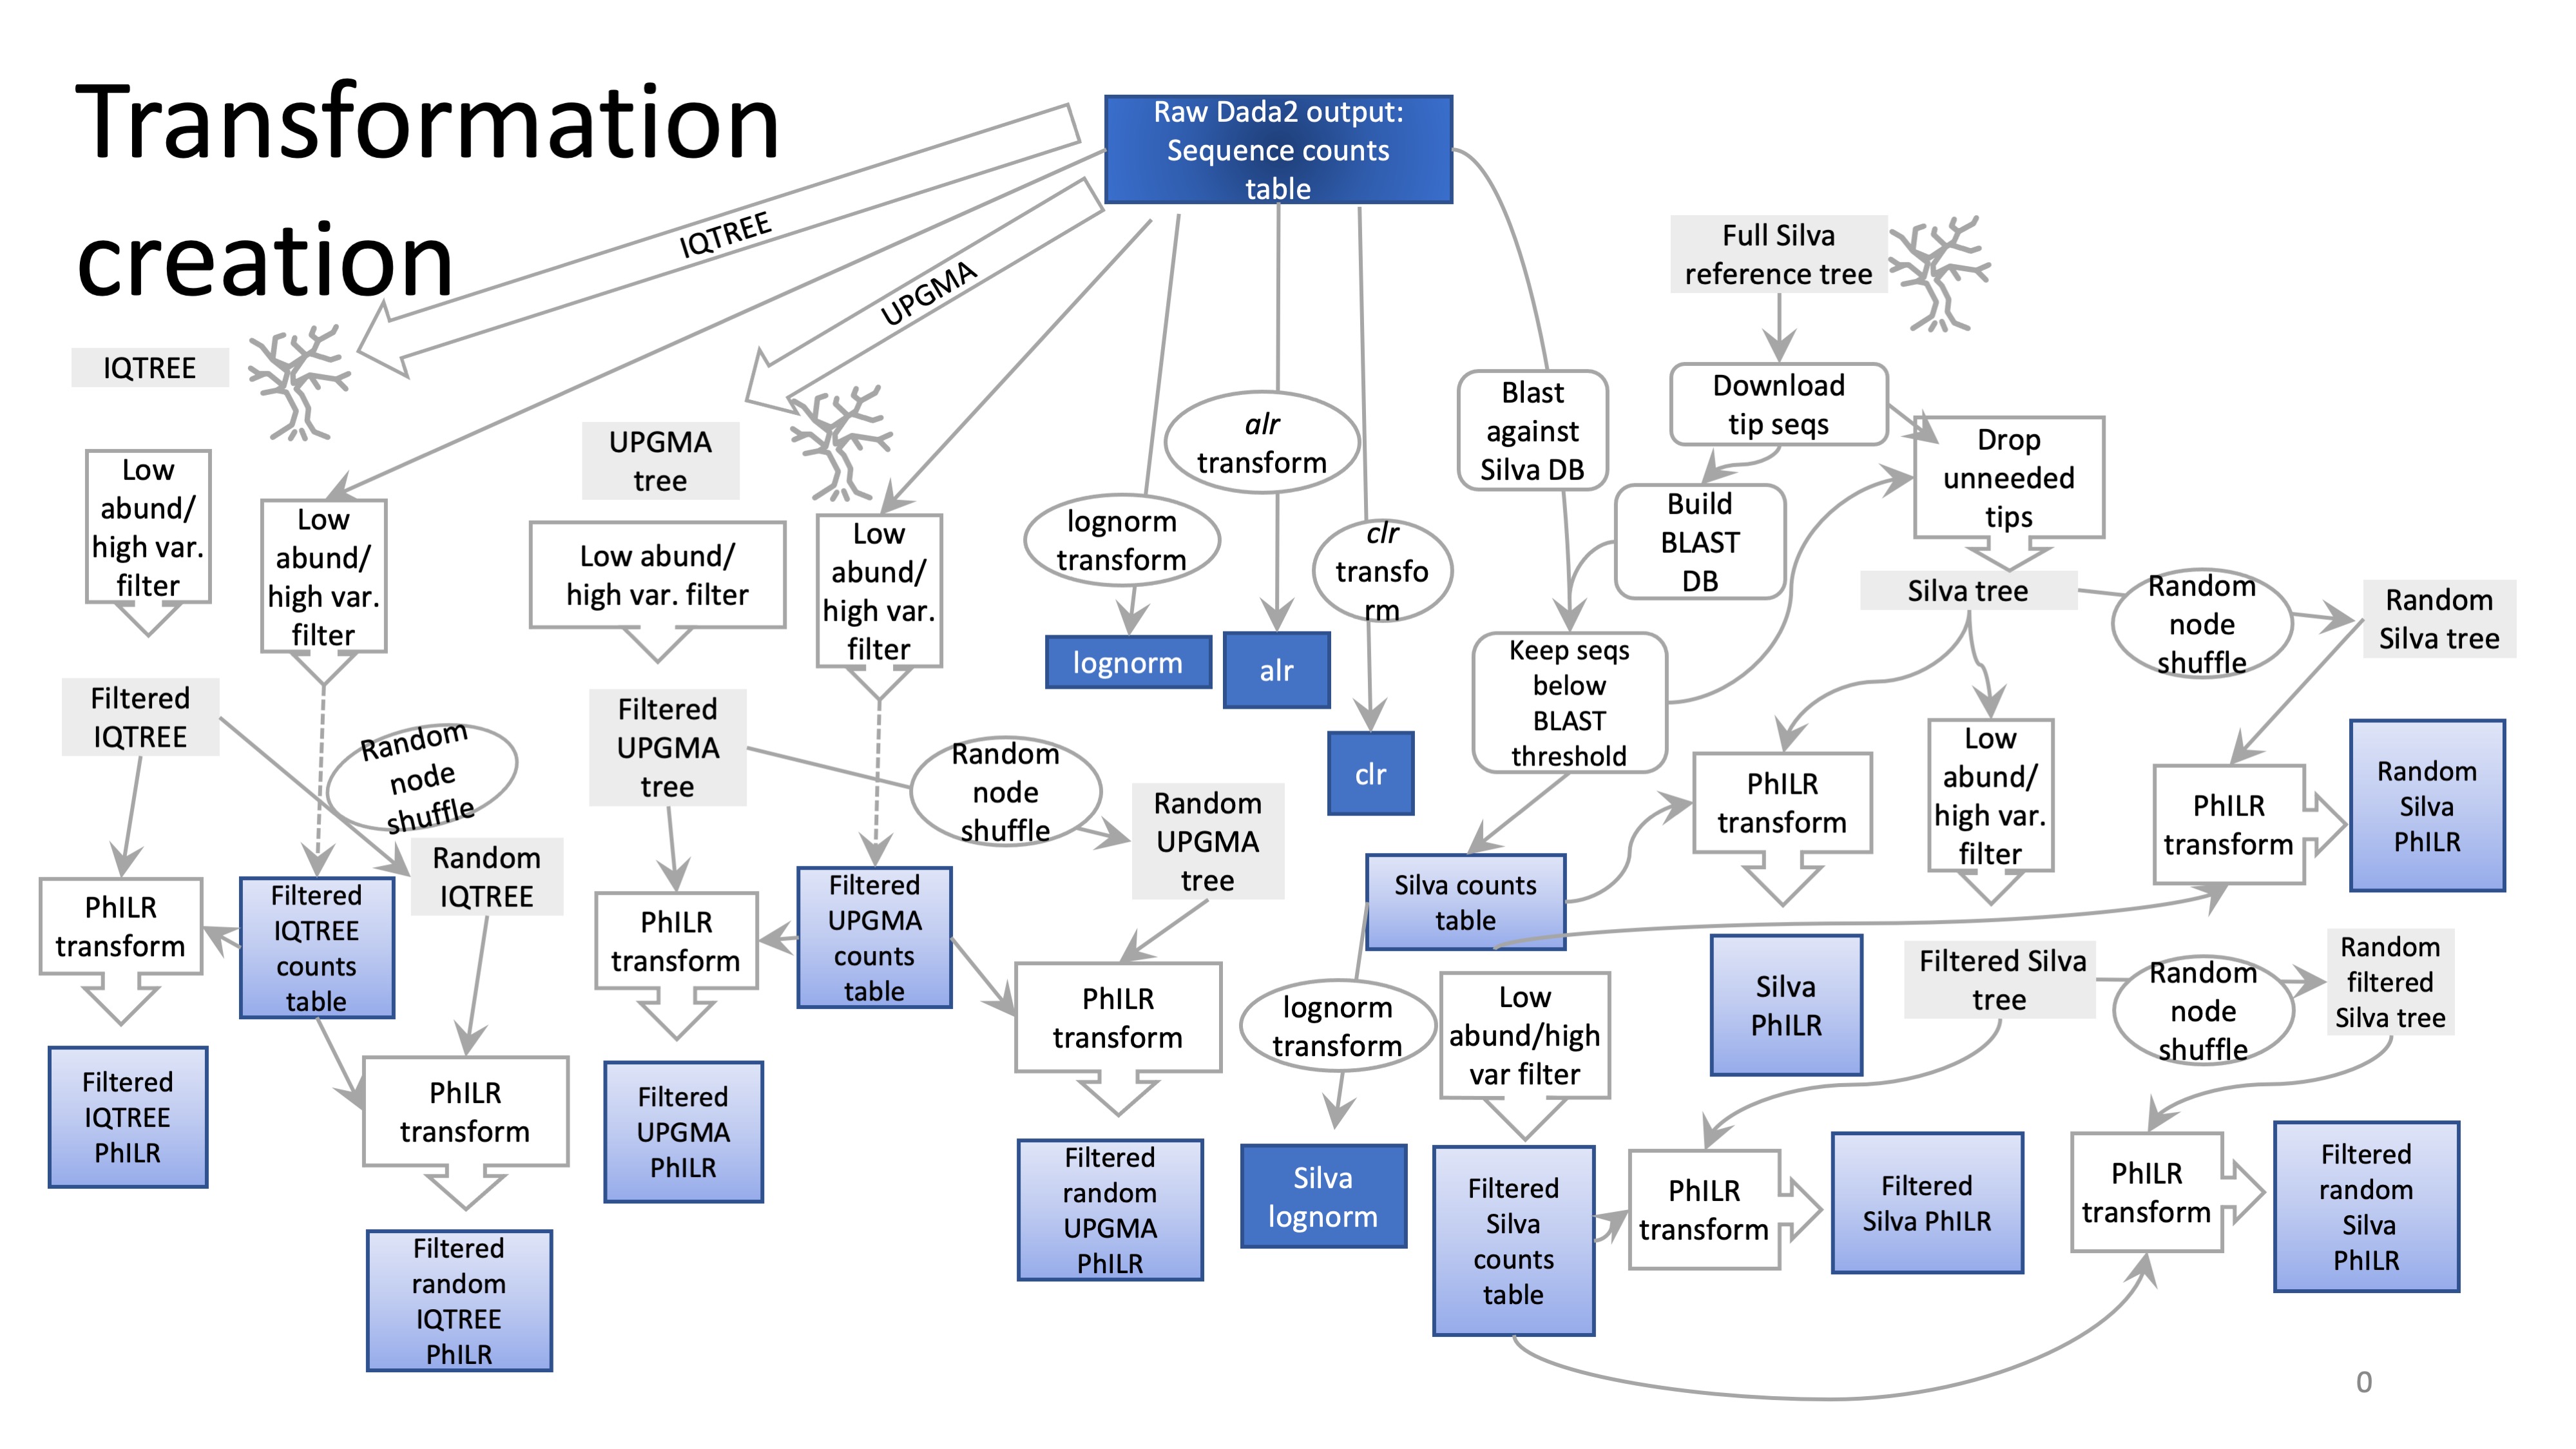 Transformation
creation
Raw Dada2 output:
Sequence counts
table
IQTREE
UPGMA
Full Silva
reference tree
IQTREE
UPGMA
tree
Low
abund/
high var.
filter
Low
abund/
high var.
filter
Low abund/
high var. filter
Low
abund/
high var.
filter
lognorm
transform
alr
transform
clr
transfo
rm
Blast
against
Silva DB
Download
tip seqs
Build
BLAST
DB
Drop
unneeded
tips
Silva tree
Random
node
shuffle
Random
Silva tree
lognorm
alr
clr
Keep seqs
below
BLAST
threshold
Filtered
IQTREE
Random
node
shuffle
Filtered
UPGMA
tree
Random
node
shuffle
Random
UPGMA
tree
PhILR
transform
Low
abund/
high var.
filter
PhILR
transform
Random
Silva
PhILR
PhILR
transform
Filtered
IQTREE
counts
table
Random
IQTREE
PhILR
transform
Filtered
UPGMA
counts
table
Silva counts
table
PhILR
transform
lognorm
transform
Low
abund/high
var filter
Silva
PhILR
Filtered Silva
tree
Random
node
shuffle
Random
filtered
Silva tree
Filtered
IQTREE
PhILR
PhILR
transform
Filtered
UPGMA
PhILR
Filtered
random
UPGMA
PhILR
Silva
lognorm
Filtered
Silva
counts
table
PhILR
transform
Filtered
Silva PhILR
PhILR
transform
Filtered
random
Silva
PhILR
Filtered
random
IQTREE
PhILR
0